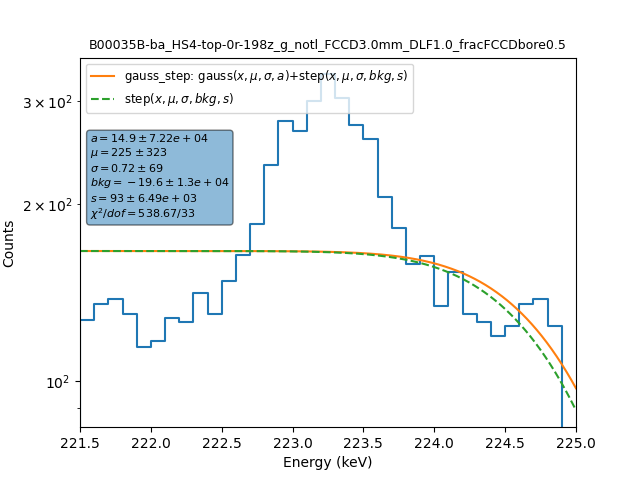 B00035B-ba_HS4-top-0r-198z_g_notl_FCCD3.0mm_DLF1.0_fracFCCDbore0.5
gauss_step: gauss(x, μ, σ, a)+step(x, μ, σ, bkg, s)
step(x, μ, σ, bkg, s)
a = 14.9 ± 7.22e + 04
μ = 225 ± 323
σ = 0.72 ± 69
bkg = −19.6 ± 1.3e + 04
s = 93 ± 6.49e + 03
χ²/dof = 538.67/33
3 × 10²
2 × 10²
10²
Counts
221.5 222.0 222.5 223.0 223.5 224.0 224.5 225.0
Energy (keV)